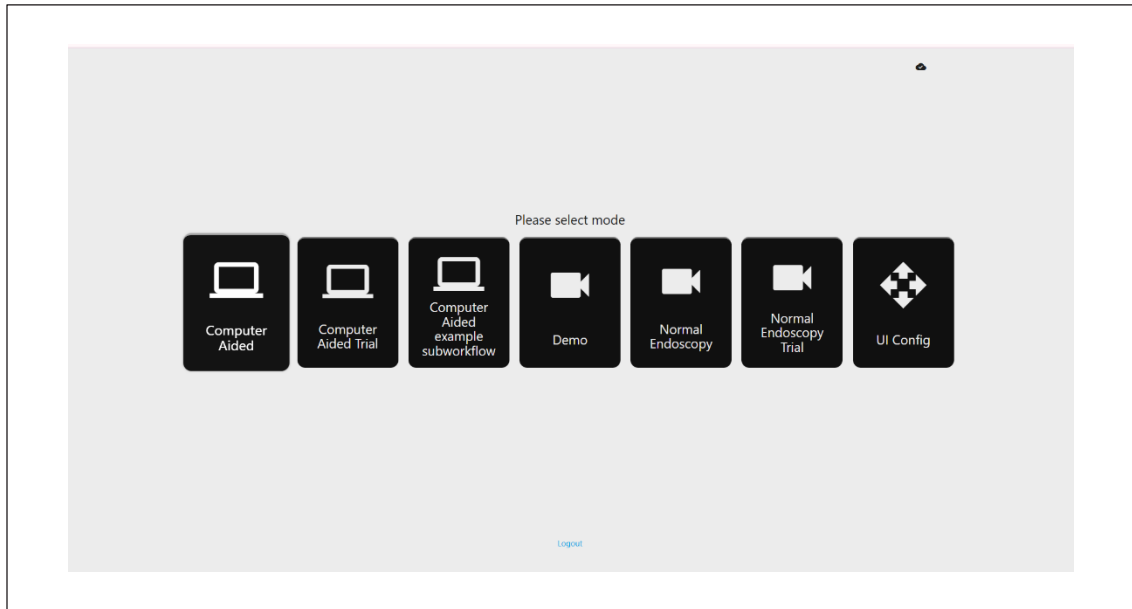 Please select mode
Computer
Aided
Computer
Aided Trial
Computer
Aided
example
subworkflow
Demo
Normal
Endoscopy
Normal
Endoscopy
Trial
UI Config
Logout